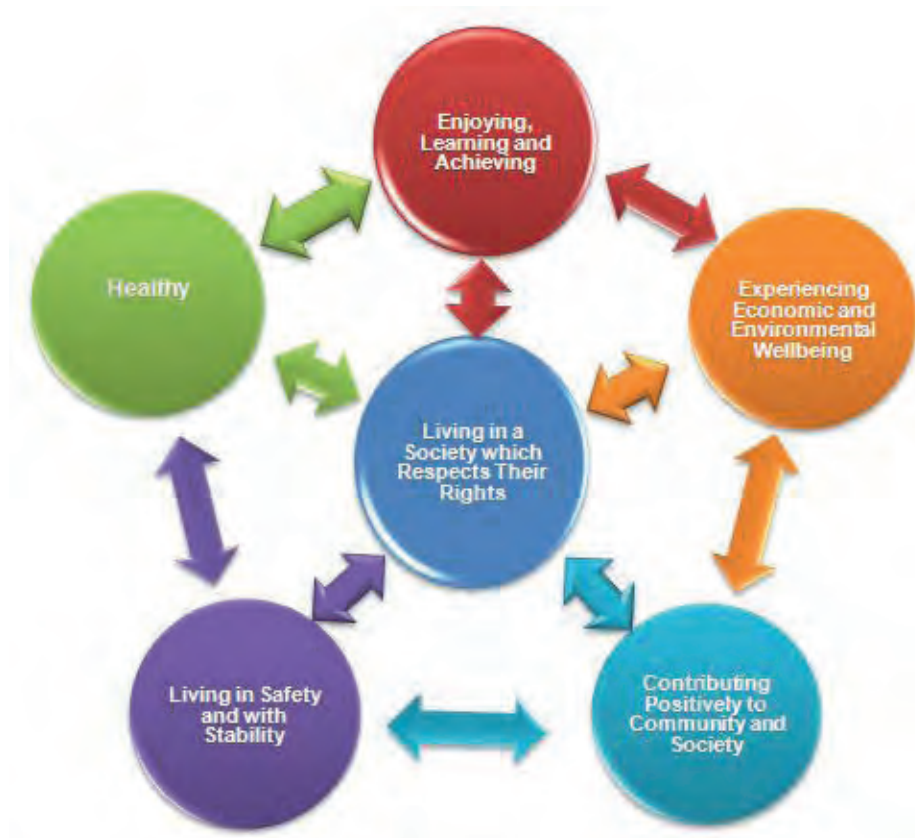 Enjoying,
Learning and
Achieving
Healthy
Experiencing
Economic and
Environmental
Wellbeing
Living in a
Society which
Respects Their
Rights
Living in Safety
and with
Stability
Contributing
Positively to
Community and
Society